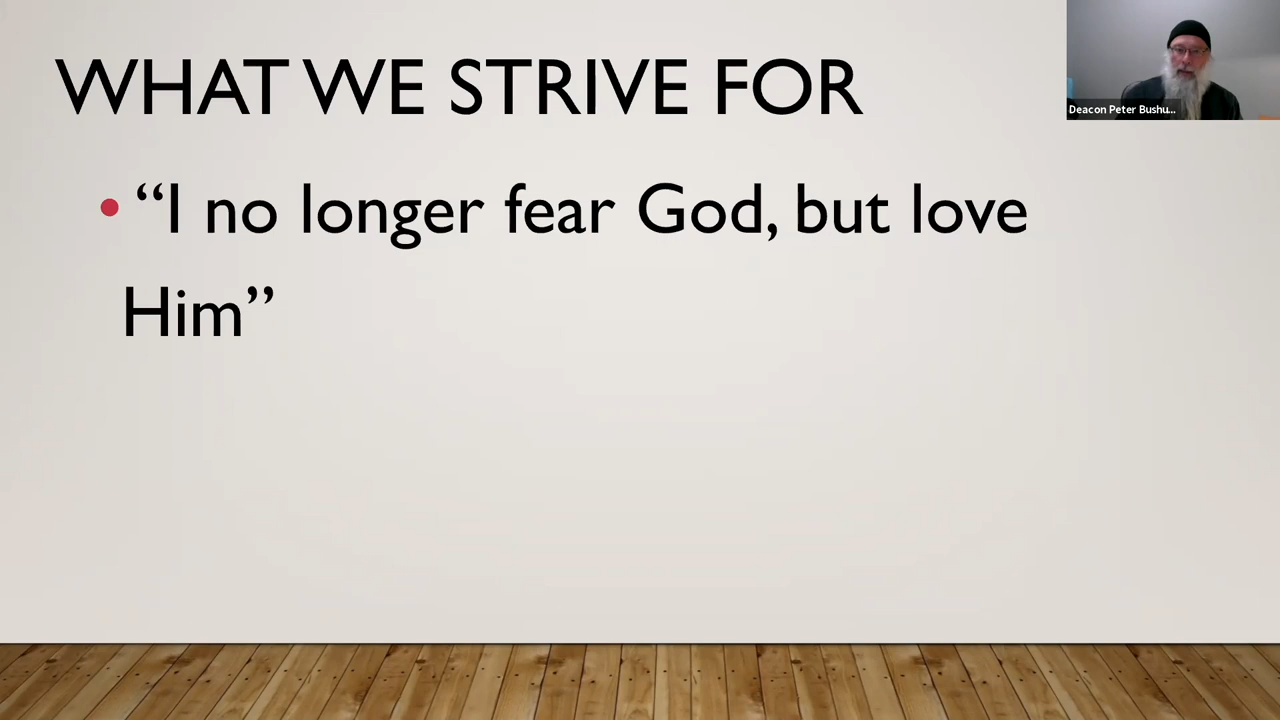 WHAT WE STRIVE FOR
• “I no longer fear God, but love
Him”
Deacon Peter Bushu...